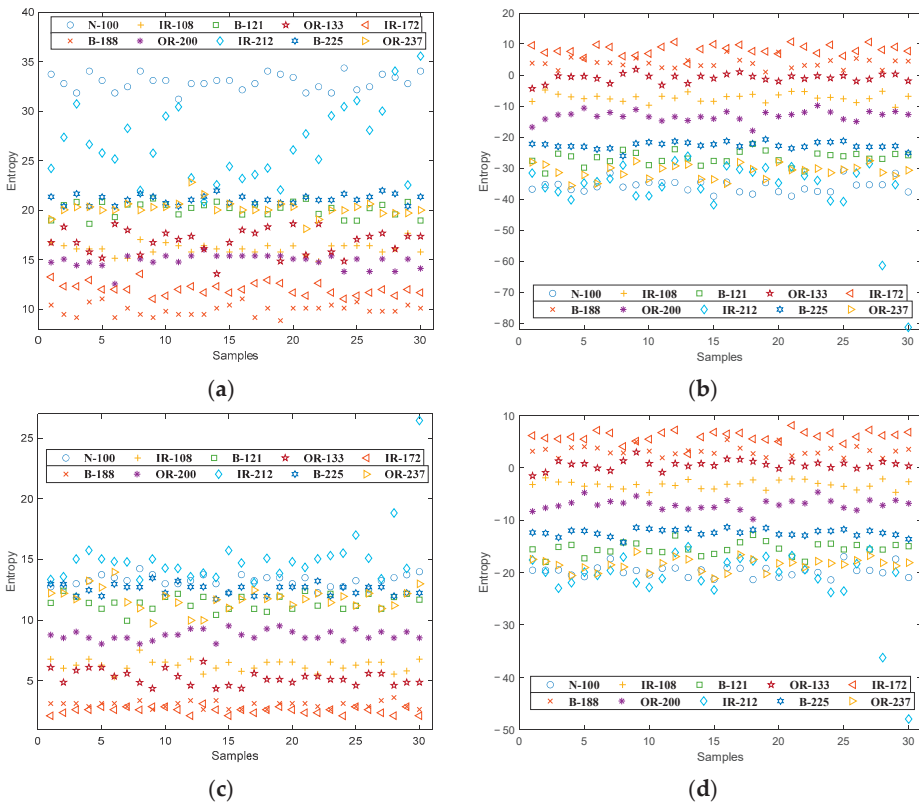 N-100 IR-108 B-121 OR-133 IR-172
B-188 OR-200 IR-212 B-225 OR-237
40
35
30
25
20
15
10
Entropy
0 5 10 15 20 25 30
Samples
(a)
20
10
0
−10
−20
−30
−40
−50
−60
−70
−80
Entropy
N-100 IR-108 B-121 OR-133 IR-172
B-188 OR-200 IR-212 B-225 OR-237
0 5 10 15 20 25 30
Samples
(b)
25
20
15
10
5
Entropy
N-100 IR-108 B-121 OR-133 IR-172
B-188 OR-200 IR-212 B-225 OR-237
0 5 10 15 20 25 30
Samples
(c)
10
0
−10
−20
−30
−40
−50
Entropy
N-100 IR-108 B-121 OR-133 IR-172
B-188 OR-200 IR-212 B-225 OR-237
0 5 10 15 20 25 30
Samples
(d)